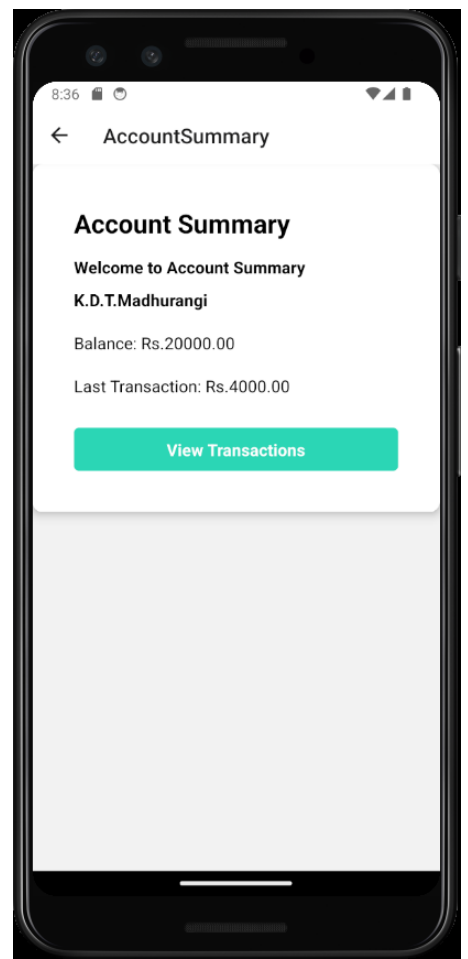 8:36
AccountSummary
Account Summary
Welcome to Account Summary
K.D.T.Madhurangi
Balance: Rs.20000.00
Last Transaction: Rs.4000.00
View Transactions